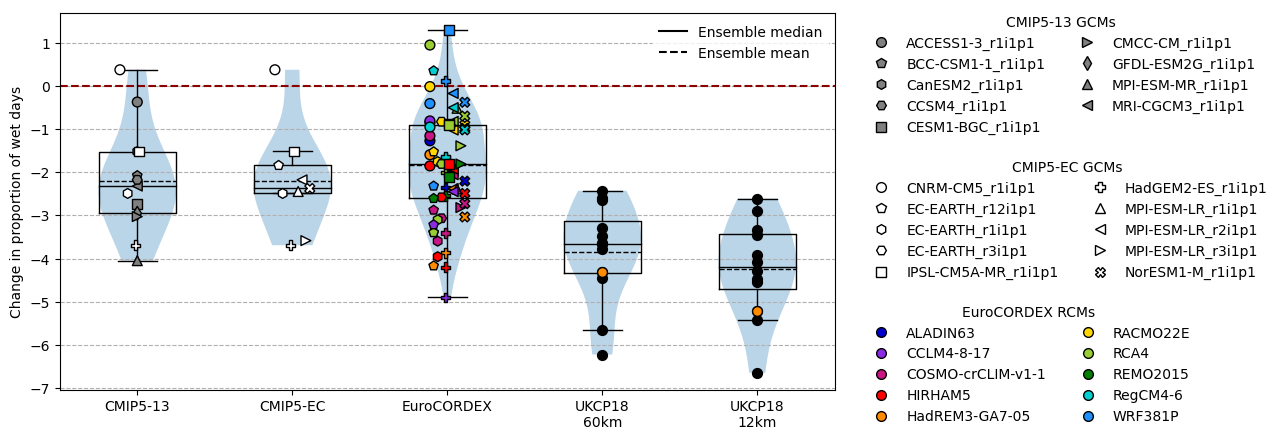 Change in proportion of wet days
1
0
−1
−2
−3
−4
−5
−6
−7
Ensemble median
Ensemble mean
CMIP5-13
CMIP5-EC
EuroCORDEX
UKCP18
60km
UKCP18
12km
CMIP5-13 GCMs
ACCESS1-3_r1i1p1
BCC-CSM1-1_r1i1p1
CanESM2_r1i1p1
CCSM4_r1i1p1
CESM1-BGC_r1i1p1
CMCC-CM_r1i1p1
GFDL-ESM2G_r1i1p1
MPI-ESM-MR_r1i1p1
MRI-CGCM3_r1i1p1
CMIP5-EC GCMs
CNRM-CM5_r1i1p1
EC-EARTH_r12i1p1
EC-EARTH_r1i1p1
EC-EARTH_r3i1p1
IPSL-CM5A-MR_r1i1p1
HadGEM2-ES_r1i1p1
MPI-ESM-LR_r1i1p1
MPI-ESM-LR_r2i1p1
MPI-ESM-LR_r3i1p1
NorESM1-M_r1i1p1
EuroCORDEX RCMs
ALADIN63
CCLM4-8-17
COSMO-crCLIM-v1-1
HIRHAM5
HadREM3-GA7-05
RACMO22E
RCA4
REMO2015
RegCM4-6
WRF381P